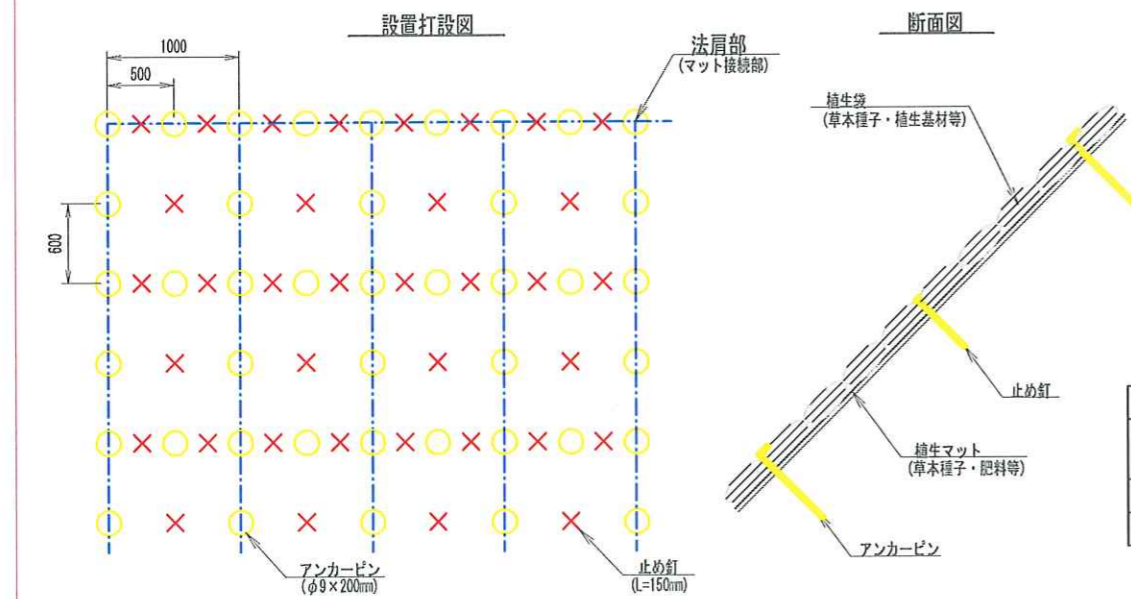 設置打設図
断面図
1000
500
法肩部
(マット接続部)
植生袋
(草本種子・植生基材等)
600
止め釘
植生マット
(草本種子・肥料等)
アンカーピン
(φ9×200mm)
止め釘
(L=150mm)
アンカーピン